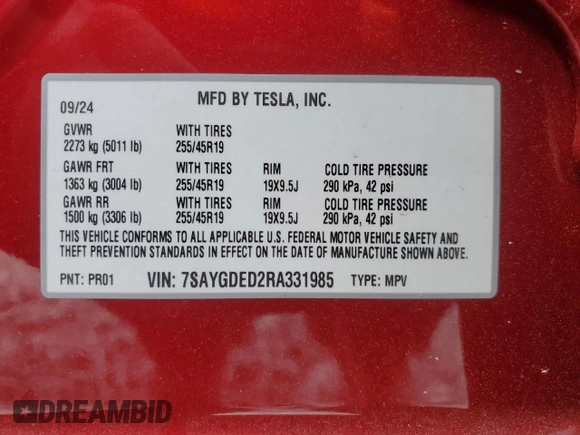 MFD BY TESLA, INC.
09/24
GVWR WITH TIRES
2273 kg (5011 lb) 255/45R19
GAWR FRT WITH TIRES RIM COLD TIRE PRESSURE
1363 kg (3004 lb) 255/45R19 19X9.5J 290 kPa, 42 psi
GAWR RR WITH TIRES RIM COLD TIRE PRESSURE
1500 kg (3306 lb) 255/45R19 19X9.5J 290 kPa, 42 psi
THIS VEHICLE CONFORMS TO ALL APPLICABLE U.S. FEDERAL MOTOR VEHICLE SAFETY AND
THEFT PREVENTION STANDARDS IN EFFECT ON THE DATE OF MANUFACTURE SHOWN ABOVE.
PNT: PR01 VIN: 7SAYGDED2RA331985 TYPE: MPV
DREAMBID